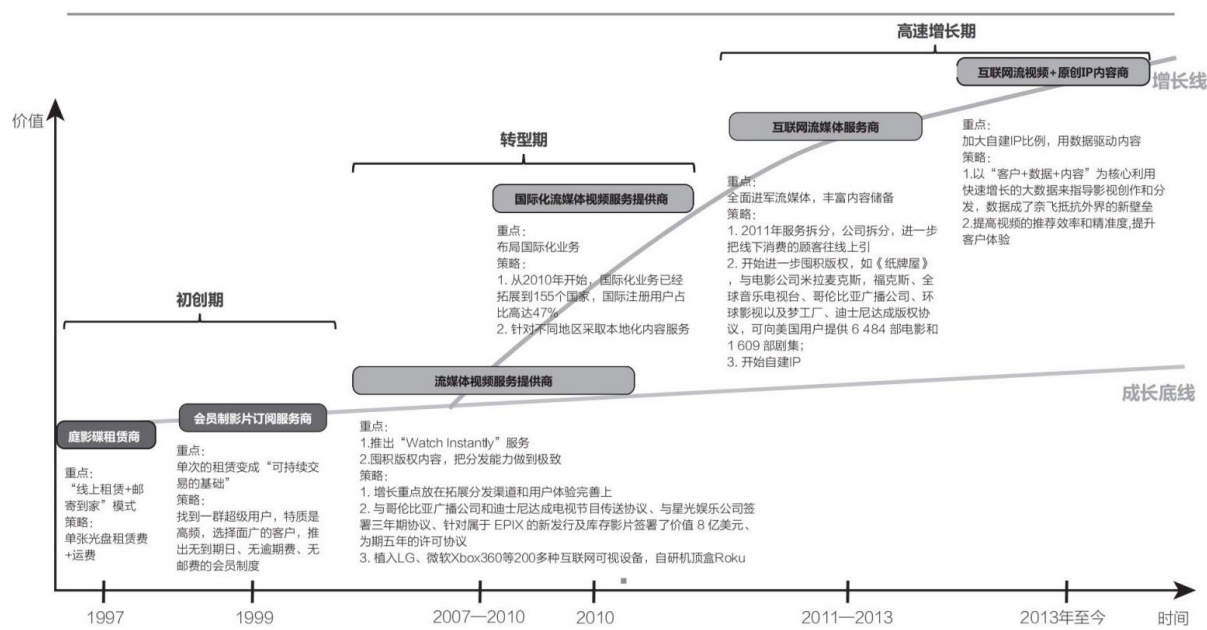 高速增长期
互联网流视频+原创IP内容商
增长线
价值
互联网流媒体服务商
重点：
加大自建IP比例，用数据驱动内容
策略：
1.以“客户+数据+内容”为核心利用
快速增长的大数据来指导影视创作和分
发，数据成了奈飞抵抗外界的新壁垒
2.提高视频的推荐效率和精准度,提升
客户体验
转型期
国际化流媒体视频服务提供商
重点：
布局国际化业务
策略：
1. 从2010年开始，国际化业务已经
拓展到155个国家，国际注册用户占
比高达47%
2. 针对不同地区采取本地化内容服务
重点：
全面进军流媒体，丰富内容储备
策略：
1. 2011年服务拆分，公司拆分，进一步
把线下消费的顾客往线上引
2. 开始进一步囤积版权，如《纸牌屋》
，与电影公司米拉麦克斯，福克斯、全
球音乐电视台、哥伦比亚广播公司、环
球影视以及梦工厂、迪士尼达成版权协
议，可向美国用户提供 6 484 部电影和
1 609 部剧集；
3. 开始自建IP
初创期
流媒体视频服务提供商
成长底线
庭影碟租赁商
会员制影片订阅服务商
重点：
“线上租赁+邮
寄到家”模式
策略：
单张光盘租赁费
+运费
重点：
单次的租赁变成“可持续交
易的基础”
策略：
找到一群超级用户，特质是
高频，选择面广的客户，推
出无到期日、无逾期费、无
邮费的会员制度
重点：
1.推出“Watch Instantly”服务
2.囤积版权内容，把分发能力做到极致
策略：
1. 增长重点放在拓展分发渠道和用户体验完善上
2. 与哥伦比亚广播公司和迪士尼达成电视节目传送协议、与星光娱乐公司签
署三年期协议、针对属于 EPIX 的新发行及库存影片签署了价值 8 亿美元、
为期五年的许可协议
3. 植入LG、微软Xbox360等200多种互联网可视设备，自研机顶盒Roku
1997
1999
2007—2010
2010
2011—2013
2013年至今
时间